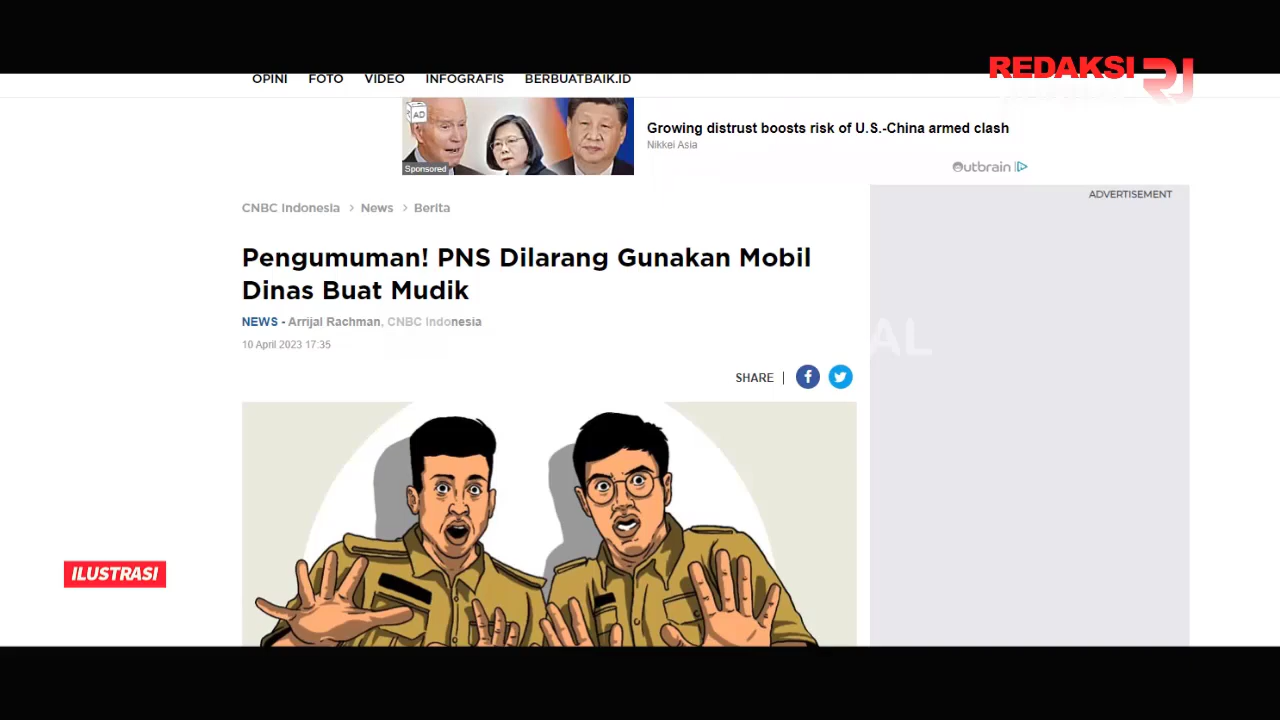 REDAKSI
RJ
OPINI FOTO VIDEO INFOGRAFIS BERBUATBAIK.ID
AD
Sponsored
Growing distrust boosts risk of U.S.-China armed clash
Nikkei Asia
Outbrain
ADVERTISEMENT
CNBC Indonesia > News > Berita
Pengumuman! PNS Dilarang Gunakan Mobil
Dinas Buat Mudik
NEWS - Arrijal Rachman, CNBC Indonesia
10 April 2023 17:35
AL
SHARE |
ILUSTRASI